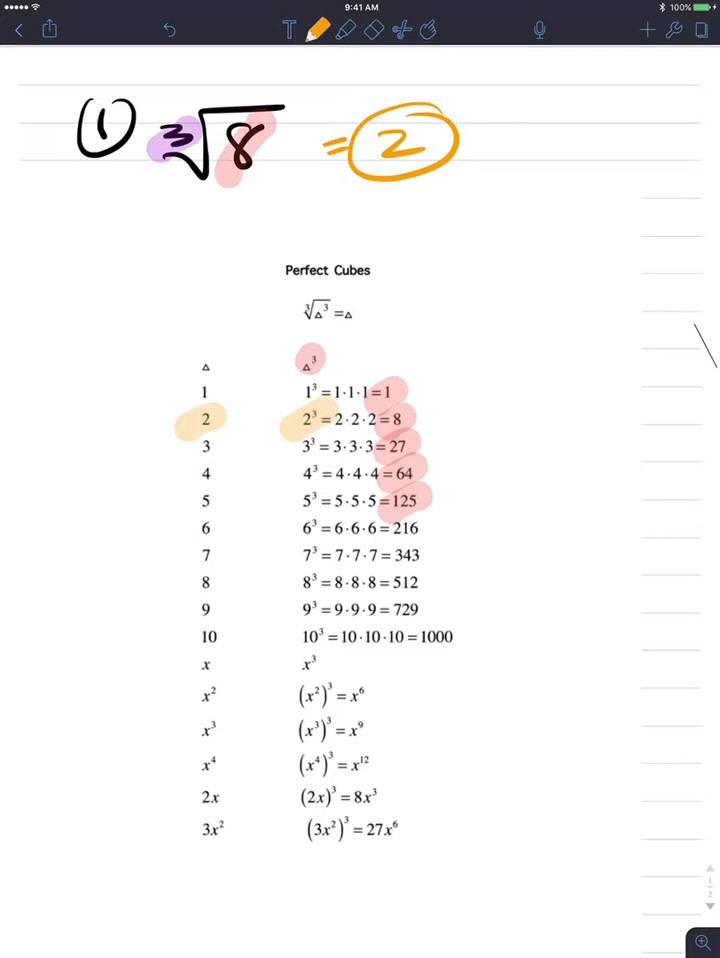 9:41 AM
100%
T
① ∛8 = 2
Perfect Cubes
∛Δ³ = Δ
Δ Δ³
1 1³ = 1·1·1 = 1
2 2³ = 2·2·2 = 8
3 3³ = 3·3·3 = 27
4 4³ = 4·4·4 = 64
5 5³ = 5·5·5 = 125
6 6³ = 6·6·6 = 216
7 7³ = 7·7·7 = 343
8 8³ = 8·8·8 = 512
9 9³ = 9·9·9 = 729
10 10³ = 10·10·10 = 1000
x x³
x² (x²)³ = x⁶
x³ (x³)³ = x⁹
x⁴ (x⁴)³ = x¹²
2x (2x)³ = 8x³
3x² (3x²)³ = 27x⁶
1
2